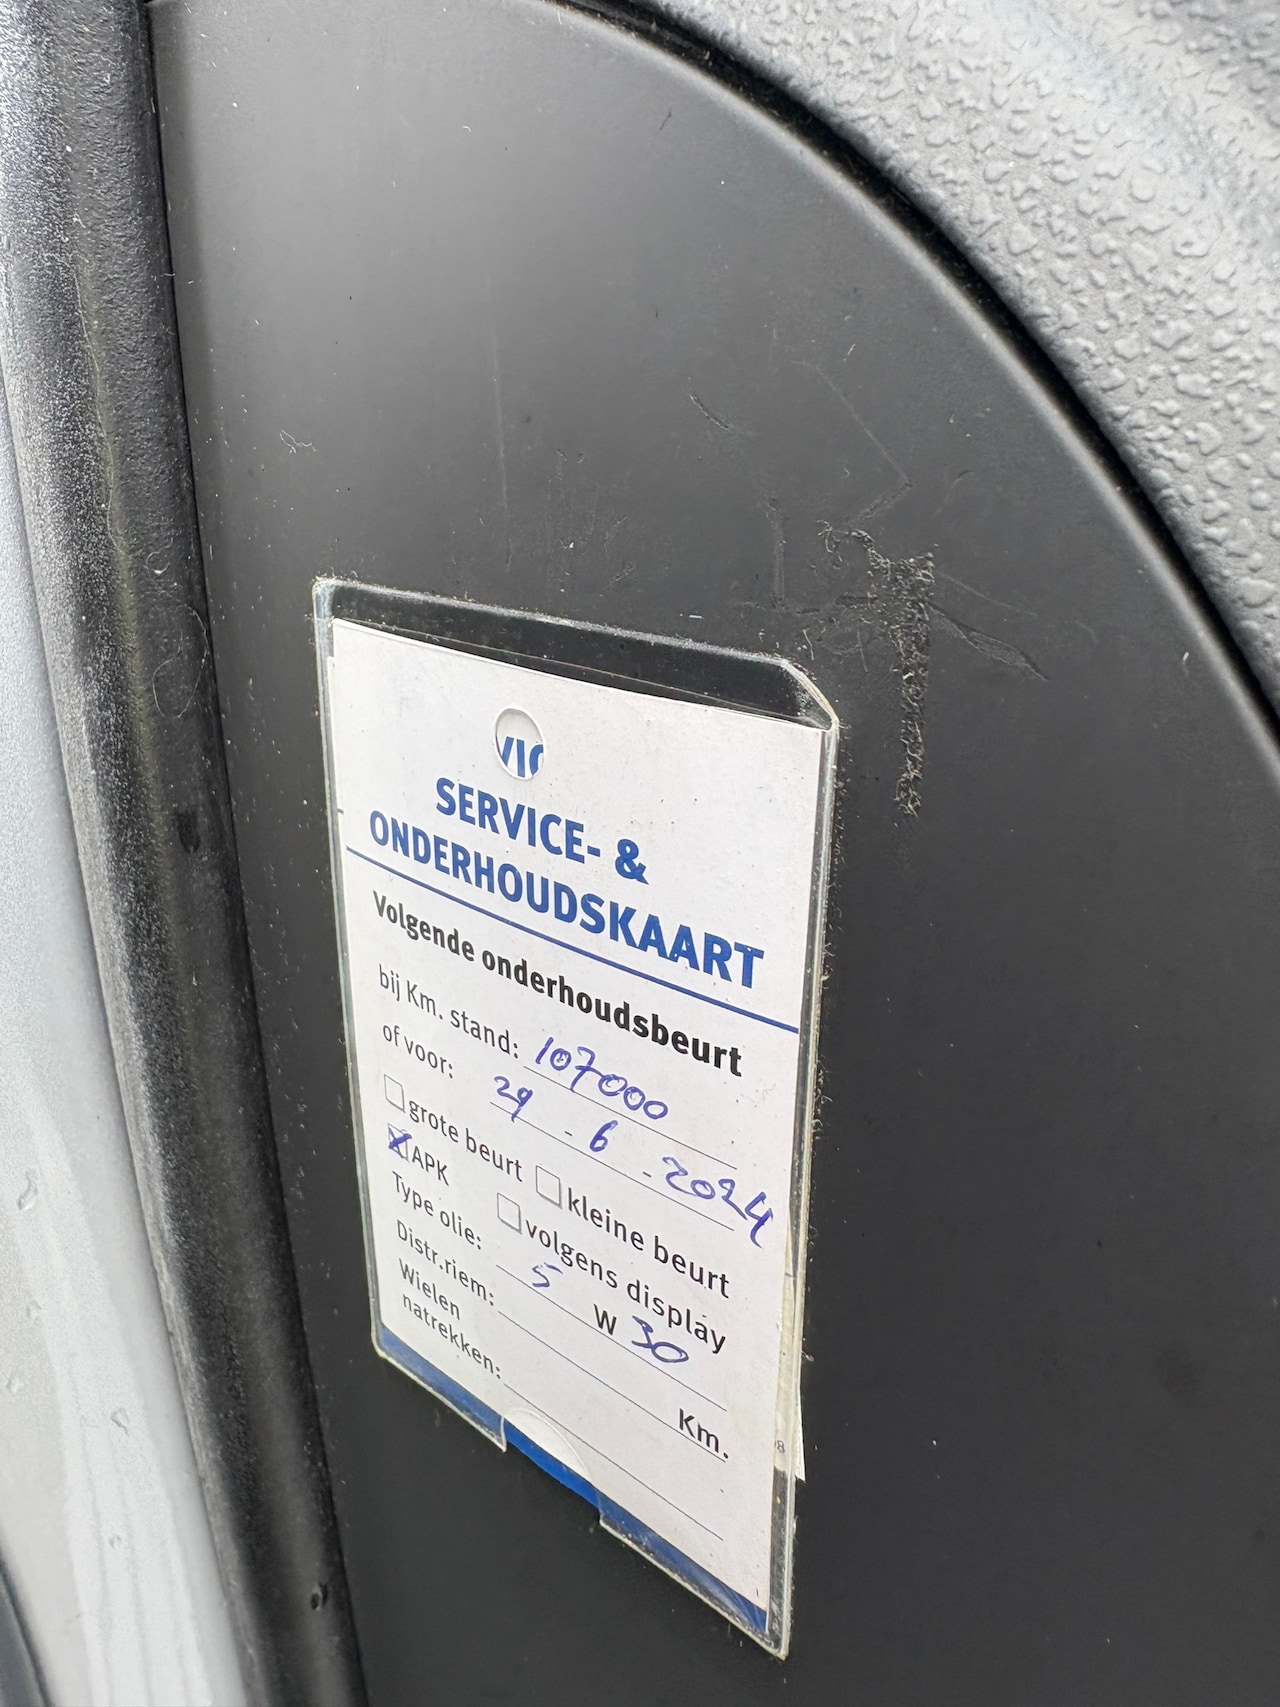 VIC
SERVICE- &
ONDERHOUDSKAART
Volgende onderhoudsbeurt
bij Km. stand: 107000
of voor: 29 - 6 - 2024
grote beurt kleine beurt
APK volgens display
Type olie: 5 W 30
Distr.riem: Km.
Wielen
natrekken: